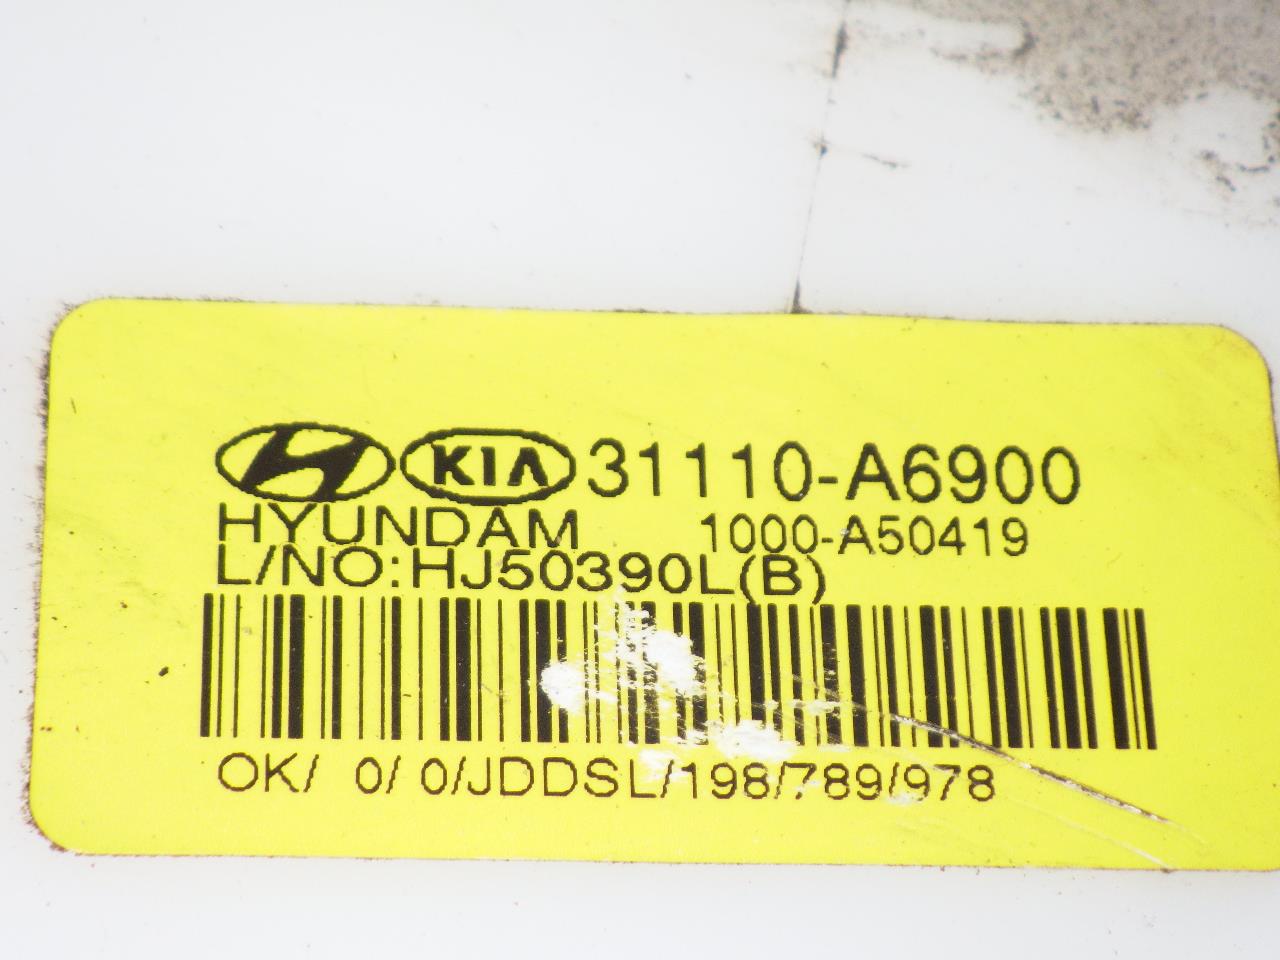 KIA 31110-A6900
HYUNDAM 1000-A50419
L/NO:HJ50390L(B)
OK/ 0/ 0/JDDSL/198/789/978